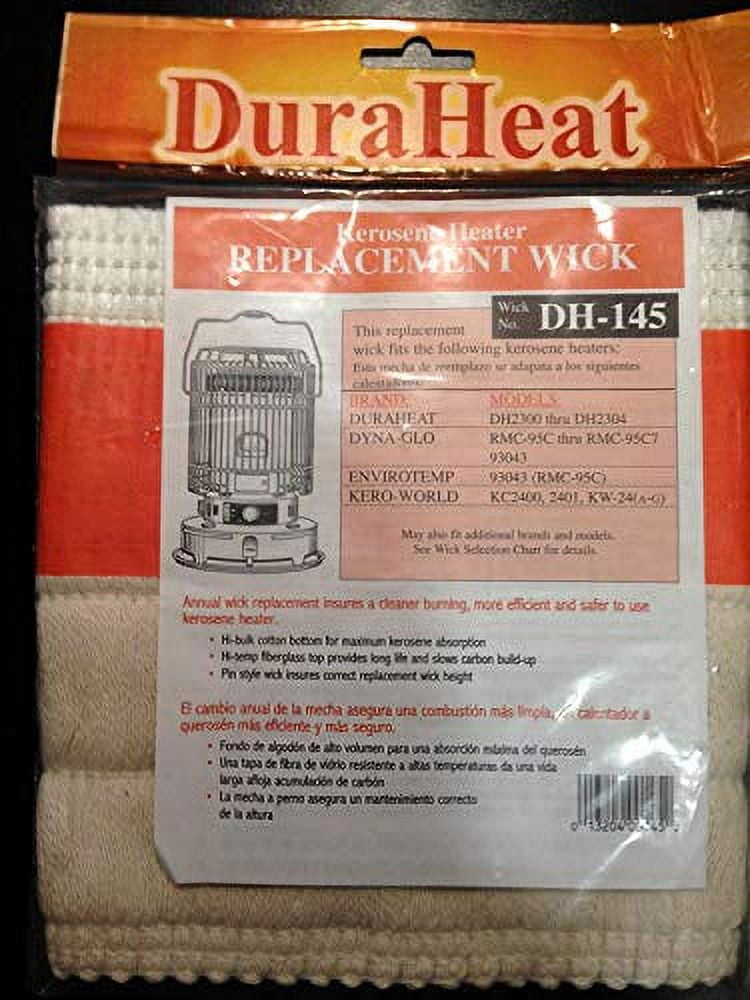 DuraHeat
Kerosene Heater
REPLACEMENT WICK
Wick No. DH-145
This replacement
wick fits the following kerosene heaters:
Esta mecha de reemplazo se adapata a los siguientes
calentadores:
BRAND: MODELS
DURAHEAT DH2300 thru DH2304
DYNA-GLO RMC-95C thru RMC-95C7
93043
ENVIROTEMP 93043 (RMC-95C)
KERO-WORLD KC2400, 2401, KW-24(A-G)
May also fit additional brands and models.
See Wick Selection Chart for details.
Annual wick replacement insures a cleaner burning, more efficient and safer to use
kerosene heater.
• Hi-bulk cotton bottom for maximum kerosene absorption
• Hi-temp fiberglass top provides long life and slows carbon build-up
• Pin style wick insures correct replacement wick height
El cambio anual de la mecha asegura una combustión más limpia, calentador a
querosén más eficiente y más seguro.
• Fondo de algodón de alto volumen para una absorción máxima del querosén
• Una tapa de fibra de vidrio resistente a altas temperaturas da una vida
larga afloja acumulación de carbón
• La mecha a perno asegura un mantenimiento correcto
de la altura